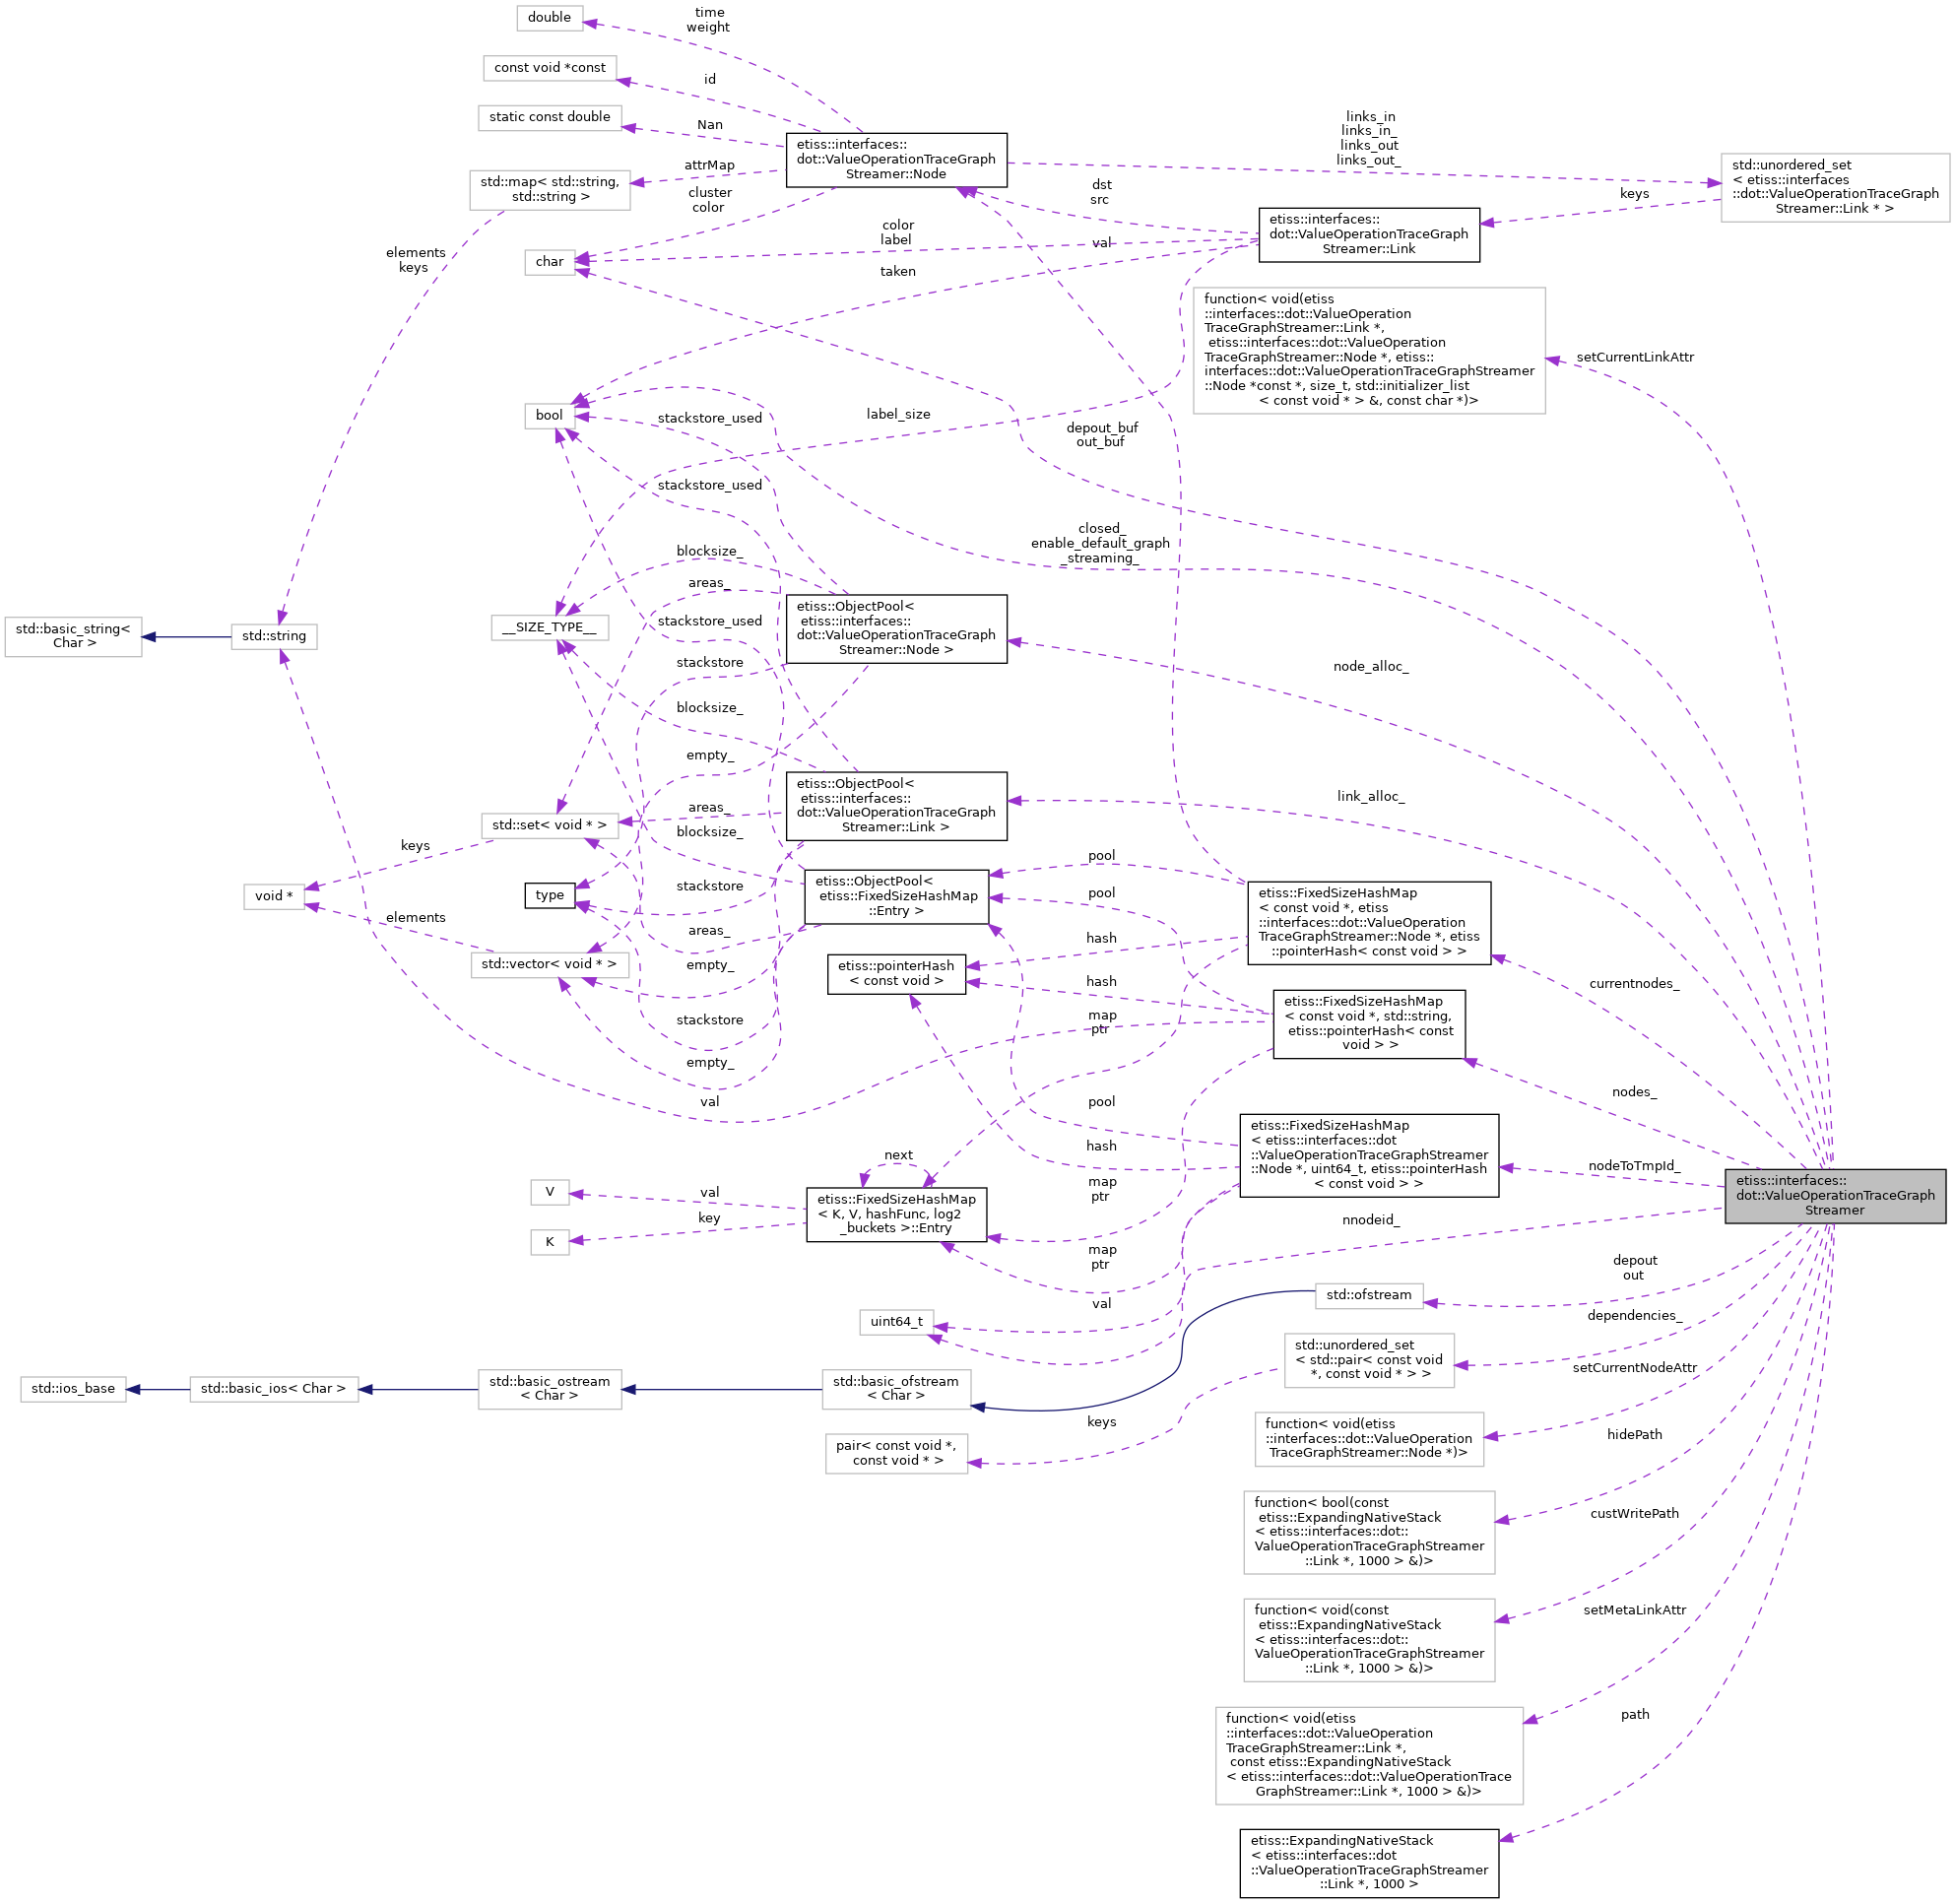 double
time
weight
const void *const
id
static const double
Nan
etiss::interfaces::
dot::ValueOperationTraceGraph
Streamer::Node
links_in
links_in_
links_out
links_out_
std::unordered_set
< etiss::interfaces
::dot::ValueOperationTraceGraph
Streamer::Link * >
std::map< std::string,
std::string >
attrMap
cluster
color
dst
src
keys
etiss::interfaces::
dot::ValueOperationTraceGraph
Streamer::Link
color
label
val
char
elements
keys
taken
function< void(etiss
::interfaces::dot::ValueOperation
TraceGraphStreamer::Link *,
etiss::interfaces::dot::ValueOperation
TraceGraphStreamer::Node *, etiss::
interfaces::dot::ValueOperationTraceGraphStreamer
::Node *const *, size_t, std::initializer_list
< const void * > &, const char *)>
setCurrentLinkAttr
bool
stackstore_used
label_size
depout_buf
out_buf
stackstore_used
closed_
enable_default_graph
_streaming_
blocksize_
areas_
etiss::ObjectPool<
etiss::interfaces::
dot::ValueOperationTraceGraph
Streamer::Node >
std::basic_string<
Char >
std::string
__SIZE_TYPE__
stackstore_used
stackstore
node_alloc_
blocksize_
empty_
etiss::ObjectPool<
etiss::interfaces::
dot::ValueOperationTraceGraph
Streamer::Link >
link_alloc_
std::set< void * >
areas_
blocksize_
keys
pool
void *
type
stackstore
etiss::ObjectPool<
etiss::FixedSizeHashMap
::Entry >
pool
etiss::FixedSizeHashMap
< const void *, etiss
::interfaces::dot::ValueOperation
TraceGraphStreamer::Node *, etiss
::pointerHash< const void > >
elements
areas_
hash
std::vector< void * >
empty_
etiss::pointerHash
< const void >
hash
currentnodes_
stackstore
map
ptr
etiss::FixedSizeHashMap
< const void *, std::string,
etiss::pointerHash< const
void > >
empty_
val
pool
nodes_
etiss::FixedSizeHashMap
< etiss::interfaces::dot
::ValueOperationTraceGraphStreamer
::Node *, uint64_t, etiss::pointerHash
< const void > >
hash
next
nodeToTmpId_
V
val
etiss::FixedSizeHashMap
< K, V, hashFunc, log2
_buckets >::Entry
map
ptr
etiss::interfaces::
dot::ValueOperationTraceGraph
Streamer
K
key
nnodeid_
map
ptr
depout
out
std::ofstream
val
uint64_t
dependencies_
std::unordered_set
< std::pair< const void
*, const void * > >
setCurrentNodeAttr
std::ios_base
std::basic_ios< Char >
std::basic_ostream
< Char >
std::basic_ofstream
< Char >
keys
pair< const void *,
const void * >
function< void(etiss
::interfaces::dot::ValueOperation
TraceGraphStreamer::Node *)>
hidePath
function< bool(const
etiss::ExpandingNativeStack
< etiss::interfaces::dot::
ValueOperationTraceGraphStreamer
::Link *, 1000 > &)>
custWritePath
function< void(const
etiss::ExpandingNativeStack
< etiss::interfaces::dot::
ValueOperationTraceGraphStreamer
::Link *, 1000 > &)>
setMetaLinkAttr
function< void(etiss
::interfaces::dot::ValueOperation
TraceGraphStreamer::Link *,
const etiss::ExpandingNativeStack
< etiss::interfaces::dot::ValueOperationTrace
GraphStreamer::Link *, 1000 > &)>
path
etiss::ExpandingNativeStack
< etiss::interfaces::dot
::ValueOperationTraceGraphStreamer
::Link *, 1000 >